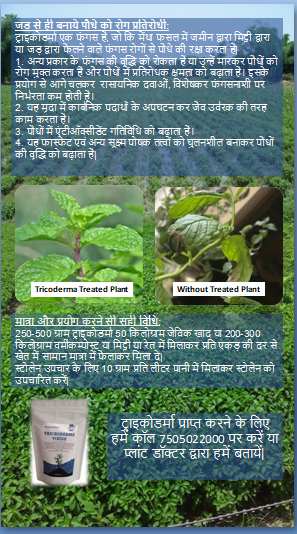 जड़ से ही बनाये पौधे को रोग प्रतिरोधी:
ट्राइकोडर्मा एक फंगस है, जो कि मेंथ फसल में जमीन द्वारा मिट्टी द्वारा
या जड़ द्वारा फैलने वाले फंगस रोगों से पौधे की रक्षा करता है|
1. अन्य प्रकार के फंगस की वृद्धि को रोकता है या उन्हें मारकर पौधे को
रोग मुक्त करता है और पौधे में प्रतिरोधक क्षमता को बढ़ाता है| इसके
प्रयोग से आगे चलकर रासायनिक दवाओं, विशेषकर फंगसनाशी पर
निर्भरता कम होती है|
2. यह मृदा में कार्बनिक पदार्थों के अपघटन कर जैव उर्वरक की तरह
काम करता है|
3. पौधों में एंटीऑक्सीडेंट गतिविधि को बढ़ाता है|
4. यह फास्फेट एवं अन्य सूक्ष्म पोषक तत्वों को घुलनशील बनाकर पौधों
की वृद्धि को बढ़ाता है|
Tricoderma Treated Plant
Without Treated Plant
मात्रा और प्रयोग करने सी सही विधि:
250-500 ग्राम ट्राइकोडर्मा 50 किलोग्राम जैविक खाद या 200-300
किलोग्राम वर्मीकम्पोस्ट या मिट्टी या रेत में मिलाकर प्रति एकड़ की दर से
खेत में सामान मात्रा में फैलाकर मिला दे|
स्टोलेन उपचार के लिए 10 ग्राम प्रति लीटर पानी में मिलाकर स्टोलेन को
उपचारित करें|
TRICHODERMA
VIRIDE
ट्राइकोडर्मा प्राप्त करने के लिए
हमें कॉल 7505022000 पर करें या
प्लांट डॉक्टर द्वारा हमें बतायें|